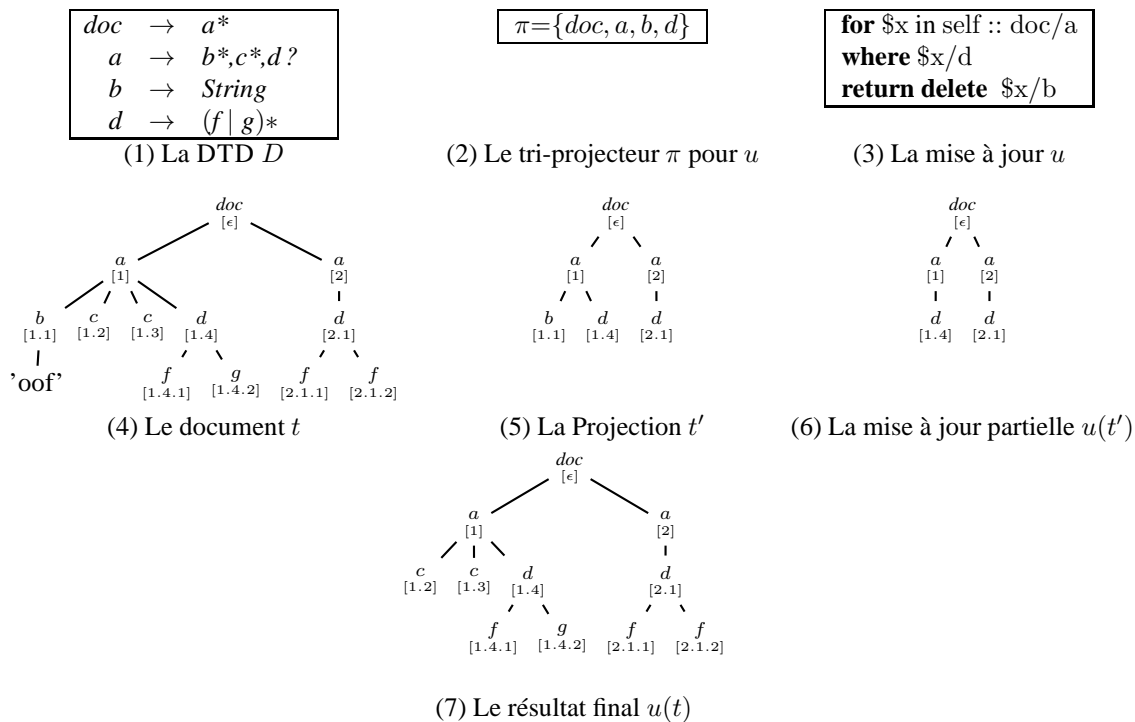 doc → a*
a → b*,c*,d ?
b → String
d → (f | g)*
(1) La DTD D
π={doc, a, b, d}
(2) Le tri-projecteur π pour u
for $x in self :: doc/a
where $x/d
return delete $x/b
(3) La mise à jour u
doc
[ϵ]
a a
[1] [2]
b c c d d
[1.1] [1.2] [1.3] [1.4] [2.1]
'oof' f g f f
[1.4.1] [1.4.2] [2.1.1] [2.1.2]
(4) Le document t
doc
[ϵ]
a a
[1] [2]
b d d
[1.1] [1.4] [2.1]
(5) La Projection t′
doc
[ϵ]
a a
[1] [2]
d d
[1.4] [2.1]
(6) La mise à jour partielle u(t′)
doc
[ϵ]
a a
[1] [2]
c c d d
[1.2] [1.3] [1.4] [2.1]
f g f f
[1.4.1] [1.4.2] [2.1.1] [2.1.2]
(7) Le résultat final u(t)